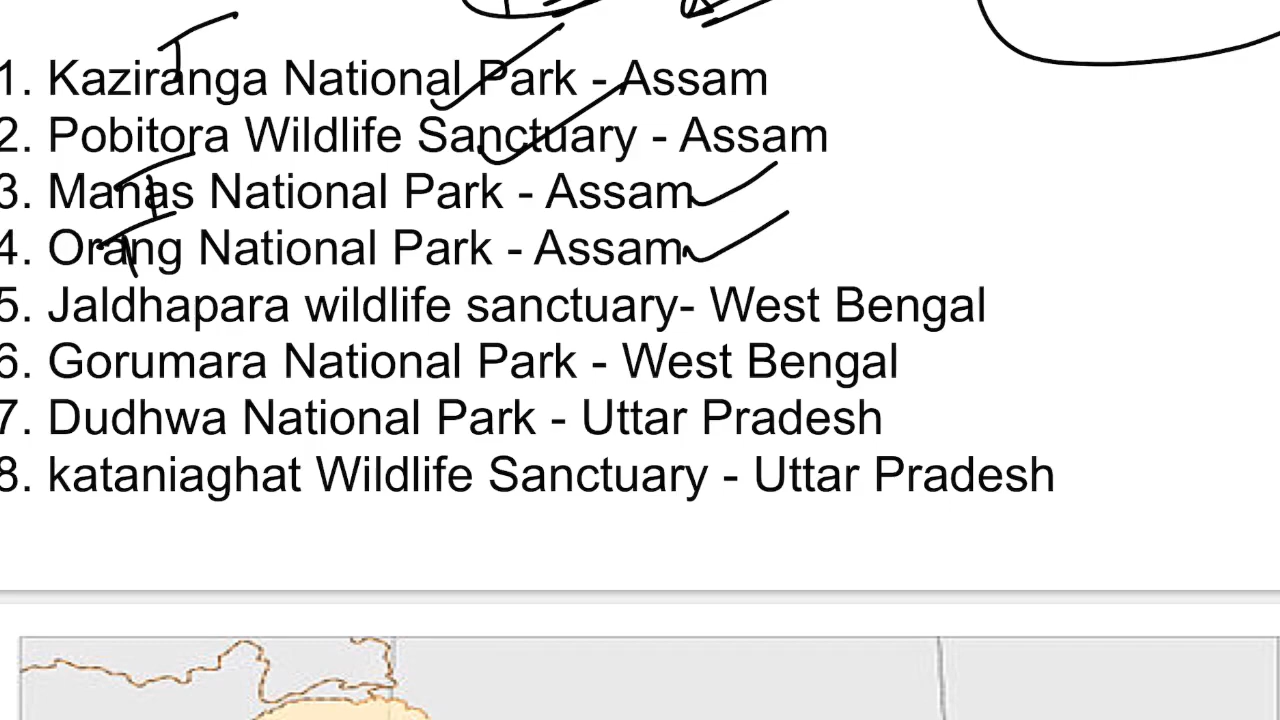 1. Kaziranga National Park - Assam
2. Pobitora Wildlife Sanctuary - Assam
3. Manas National Park - Assam
4. Orang National Park - Assam
5. Jaldhapara wildlife sanctuary- West Bengal
6. Gorumara National Park - West Bengal
7. Dudhwa National Park - Uttar Pradesh
8. kataniaghat Wildlife Sanctuary - Uttar Pradesh